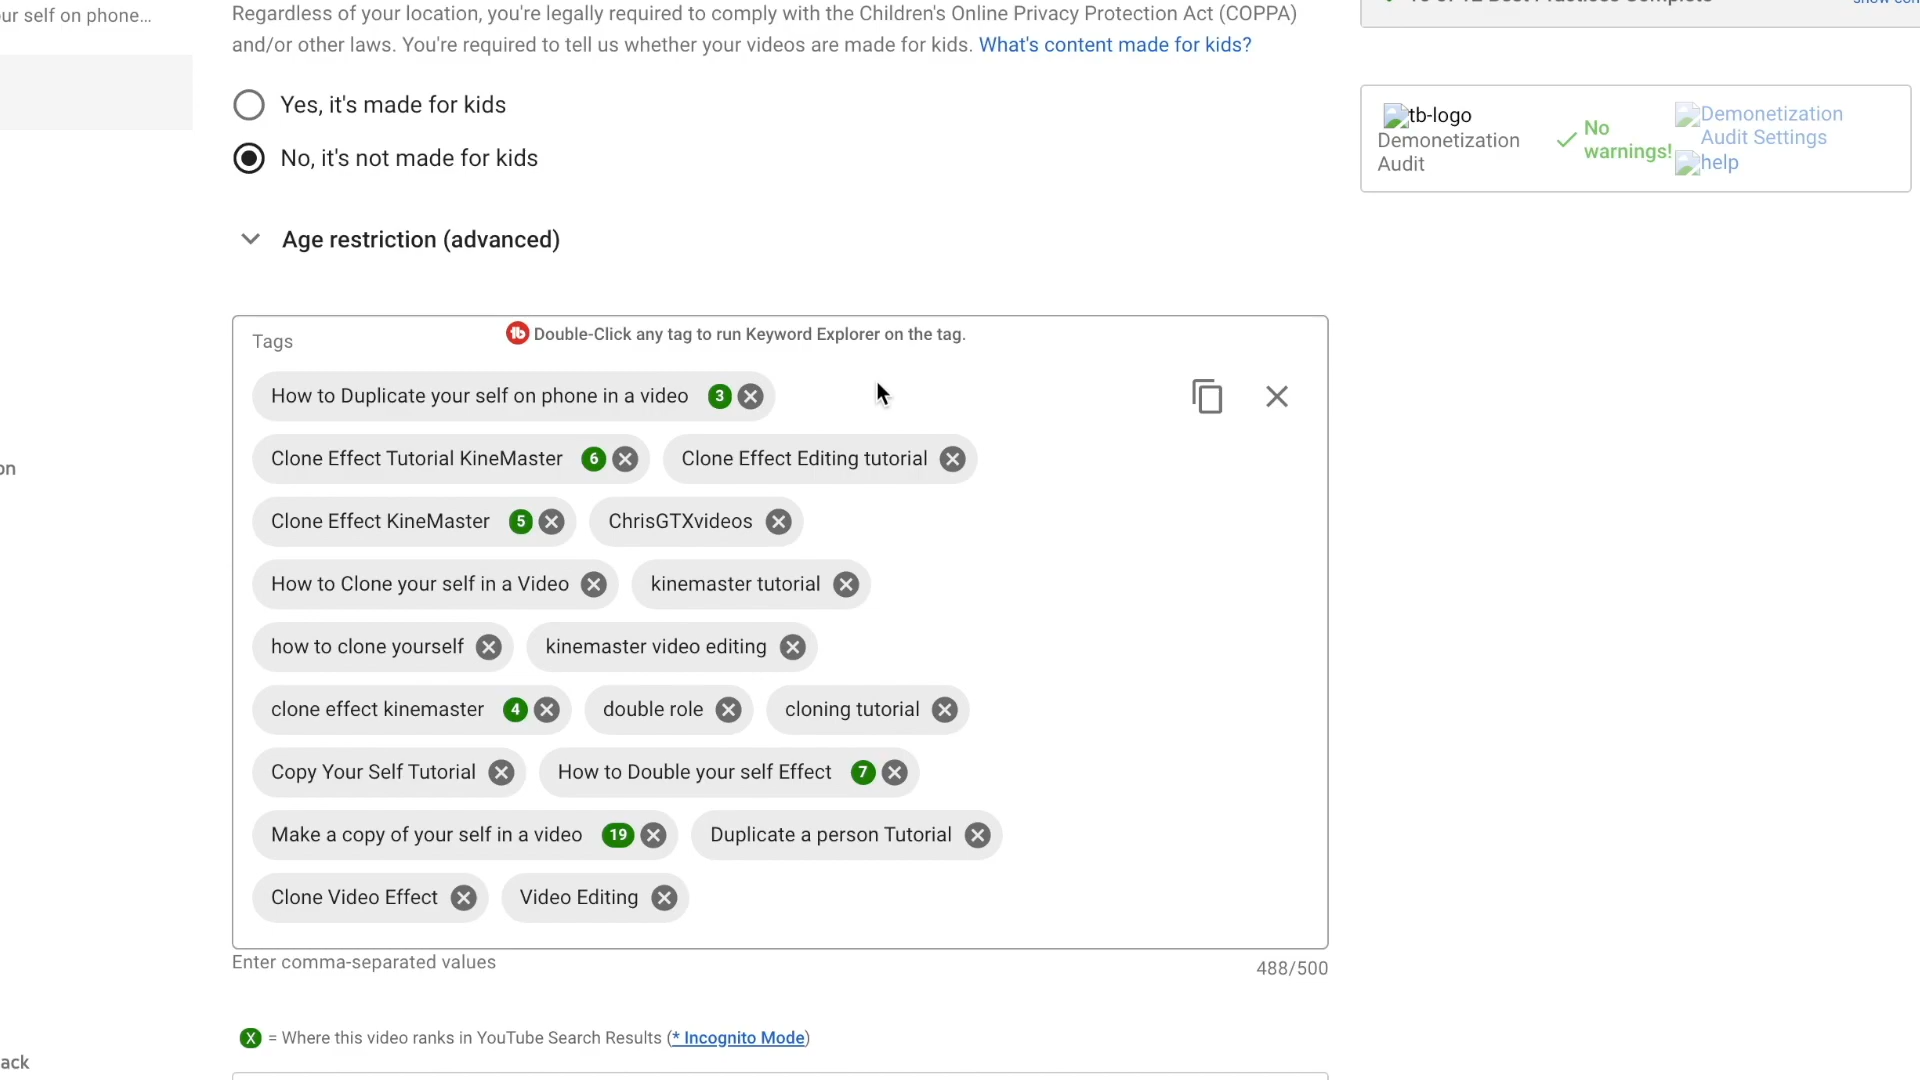 ur self on phone...
Regardless of your location, you're legally required to comply with the Children's Online Privacy Protection Act (COPPA)
and/or other laws. You're required to tell us whether your videos are made for kids. What's content made for kids?
Yes, it's made for kids
No, it's not made for kids
tb-logo
Demonetization
Audit
No
warnings!
Demonetization
Audit Settings
help
Age restriction (advanced)
Tags
tb Double-Click any tag to run Keyword Explorer on the tag.
How to Duplicate your self on phone in a video 3
Clone Effect Tutorial KineMaster 6 Clone Effect Editing tutorial
on
Clone Effect KineMaster 5 ChrisGTXvideos
How to Clone your self in a Video kinemaster tutorial
how to clone yourself kinemaster video editing
clone effect kinemaster 4 double role cloning tutorial
Copy Your Self Tutorial How to Double your self Effect 7
Make a copy of your self in a video 19 Duplicate a person Tutorial
Clone Video Effect Video Editing
Enter comma-separated values 488/500
X = Where this video ranks in YouTube Search Results (* Incognito Mode)
ack